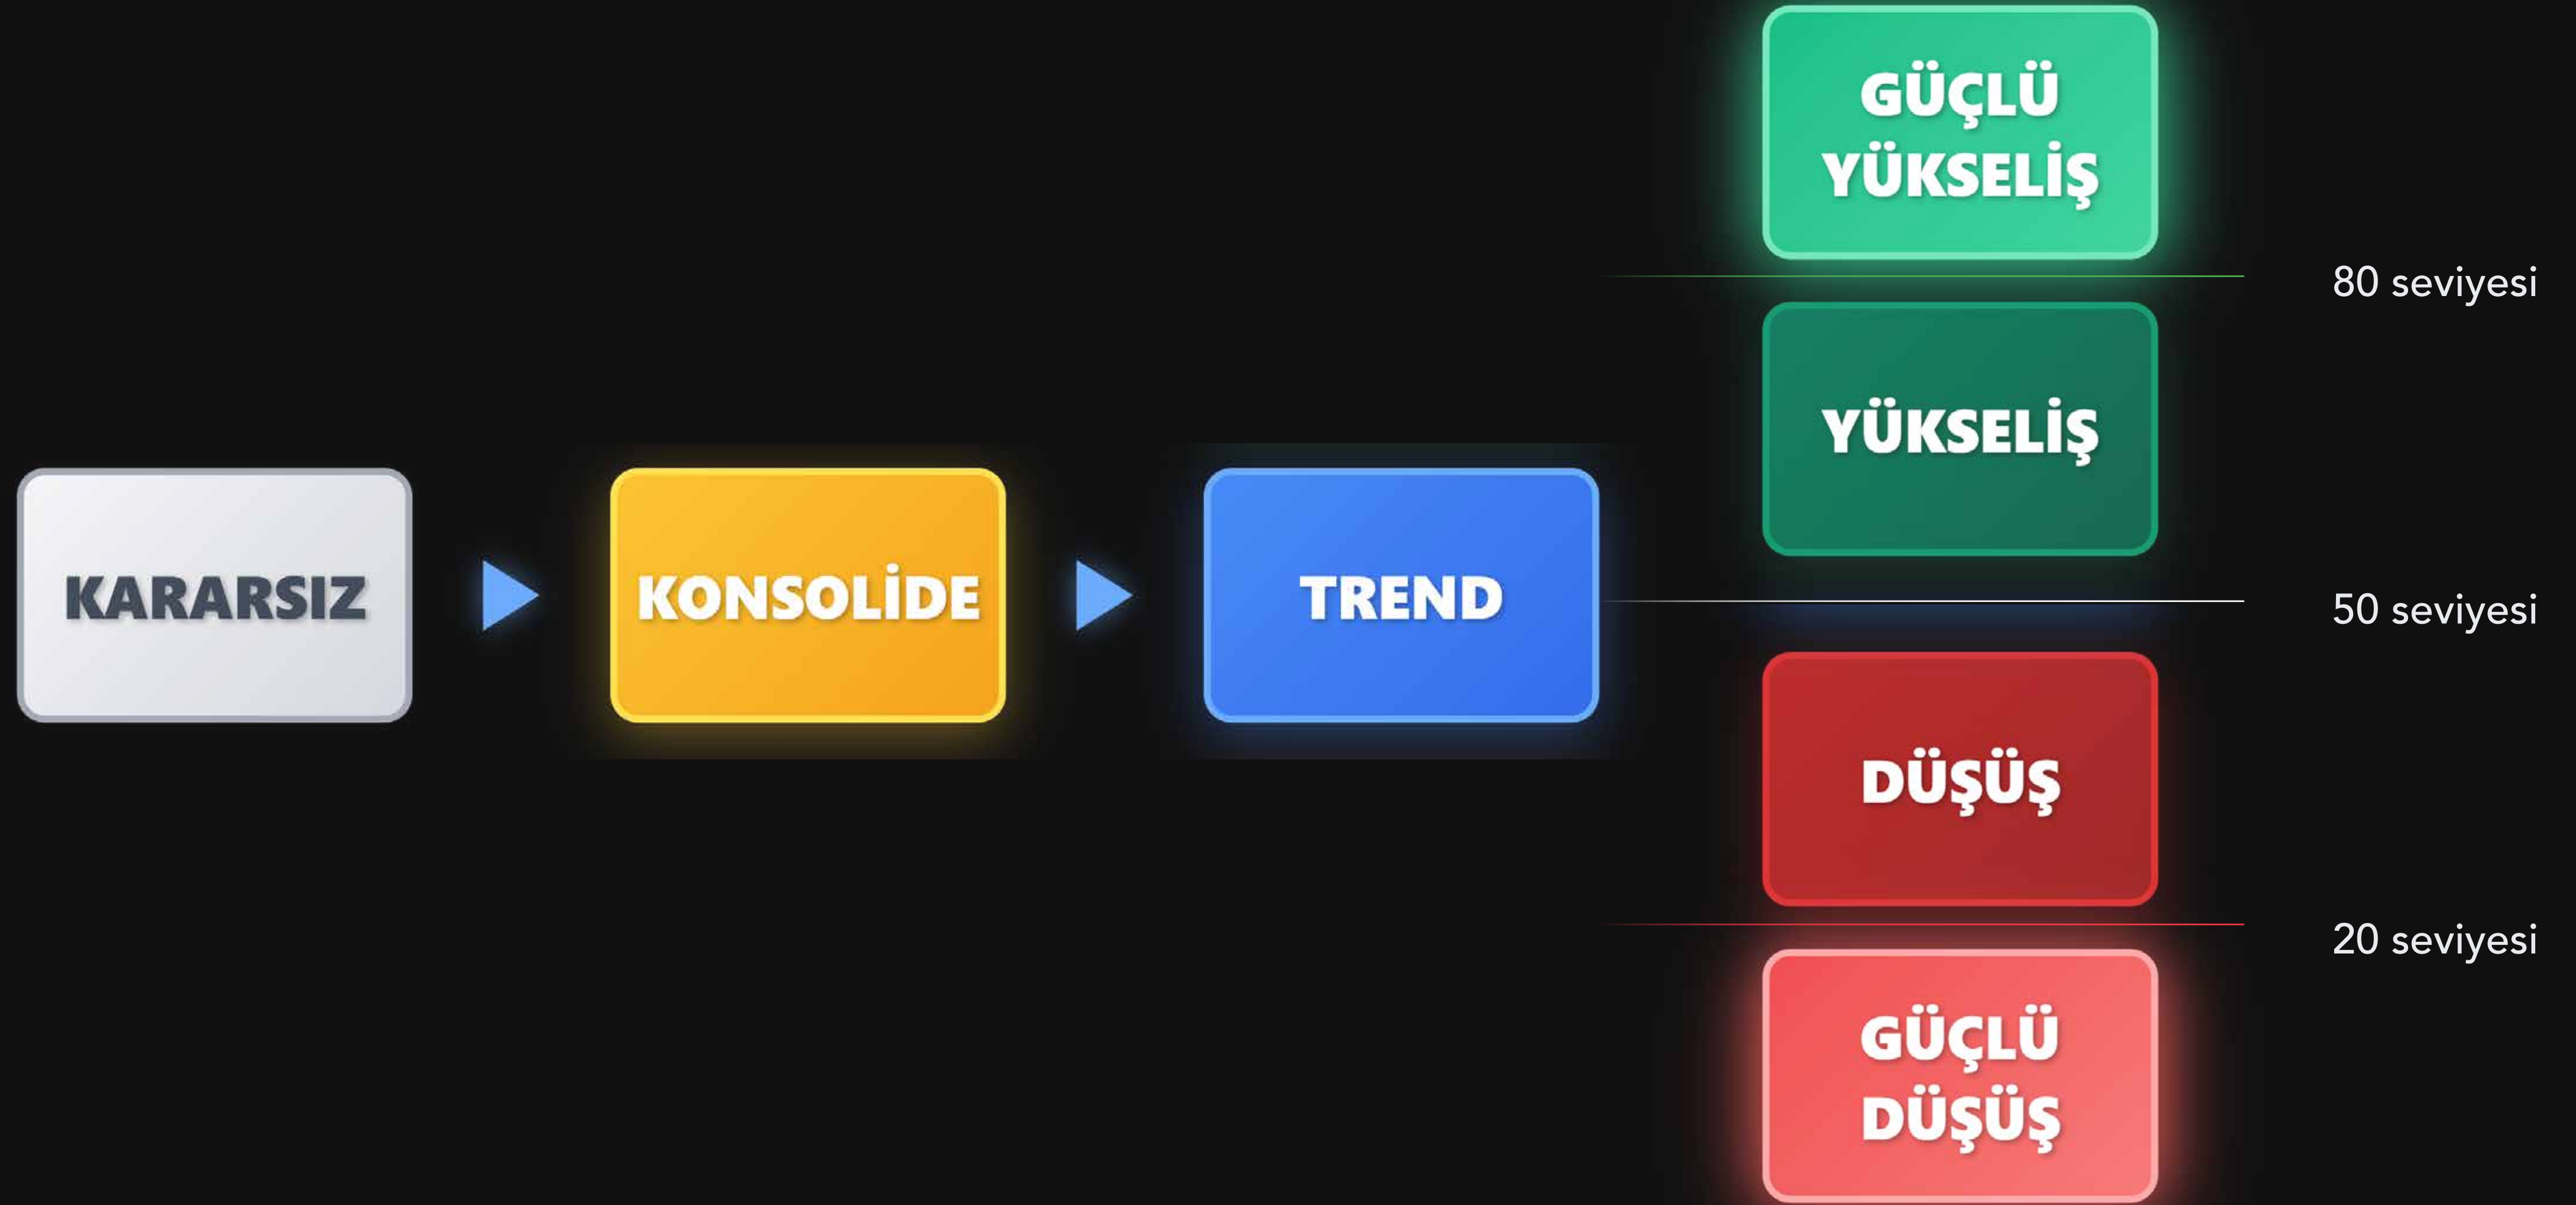 KARARSIZ
KONSOLİDE
TREND
GÜÇLÜ
YÜKSELİŞ
80 seviyesi
YÜKSELİŞ
50 seviyesi
DÜŞÜŞ
20 seviyesi
GÜÇLÜ
DÜŞÜŞ